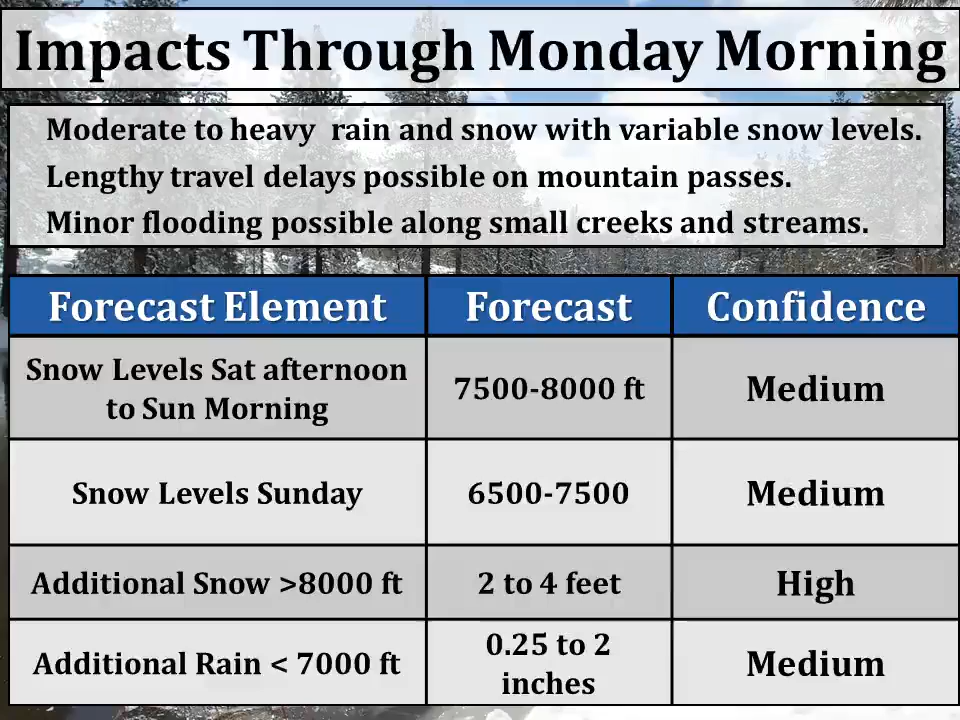 Impacts Through Monday Morning
Moderate to heavy  rain and snow with variable snow levels.
Lengthy travel delays possible on mountain passes.
Minor flooding possible along small creeks and streams.
Forecast Element Forecast Confidence
Snow Levels Sat afternoon
to Sun Morning
7500-8000 ft
Medium
Snow Levels Sunday 6500-7500 Medium
Additional Snow >8000 ft 2 to 4 feet High
Additional Rain < 7000 ft
0.25 to 2
inches
Medium